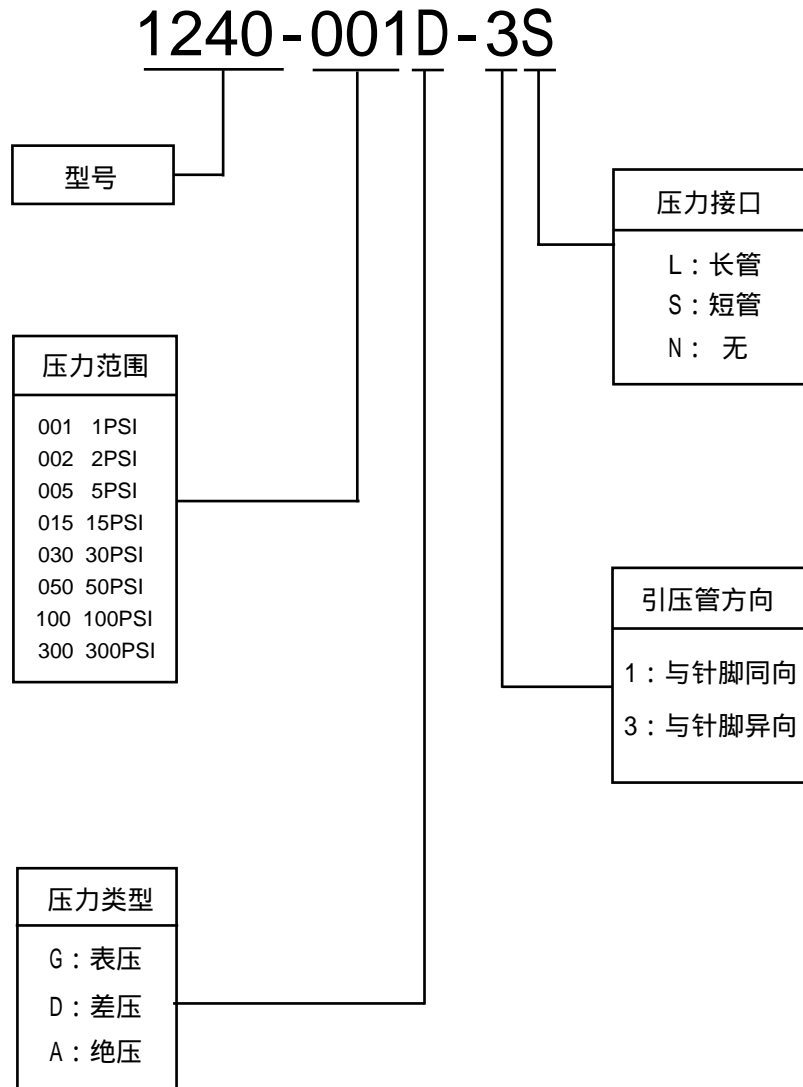 1240-001D-3S
型号
压力范围
001 1PSI
002 2PSI
005 5PSI
015 15PSI
030 30PSI
050 50PSI
100 100PSI
300 300PSI
压力类型
G：表压
D：差压
A：绝压
压力接口
L：长管
S：短管
N： 无
引压管方向
1：与针脚同向
3：与针脚异向